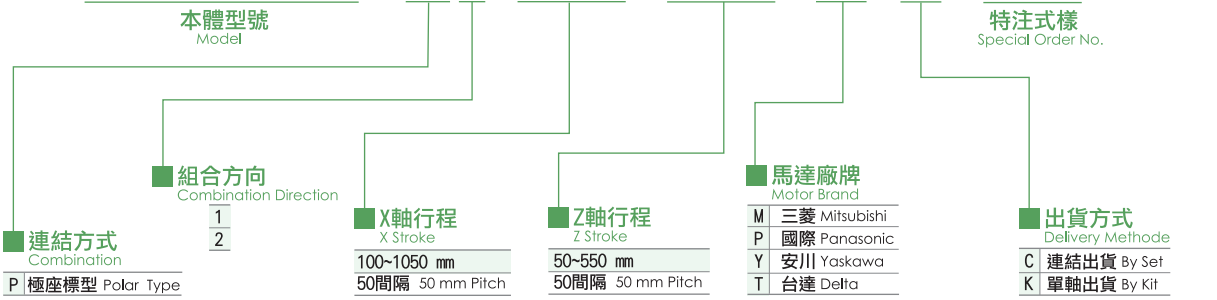 本體型號
Model
特注式樣
Special Order No.
組合方向
Combination Direction
1
2
連結方式
Combination
P 極座標型 Polar Type
X軸行程
X Stroke
100~1050 mm
50間隔 50 mm Pitch
Z軸行程
Z Stroke
50~550 mm
50間隔 50 mm Pitch
馬達廠牌
Motor Brand
M 三菱 Mitsubishi
P 國際 Panasonic
Y 安川 Yaskawa
T 台達 Delta
出貨方式
Delivery Methode
C 連結出貨 By Set
K 單軸出貨 By Kit